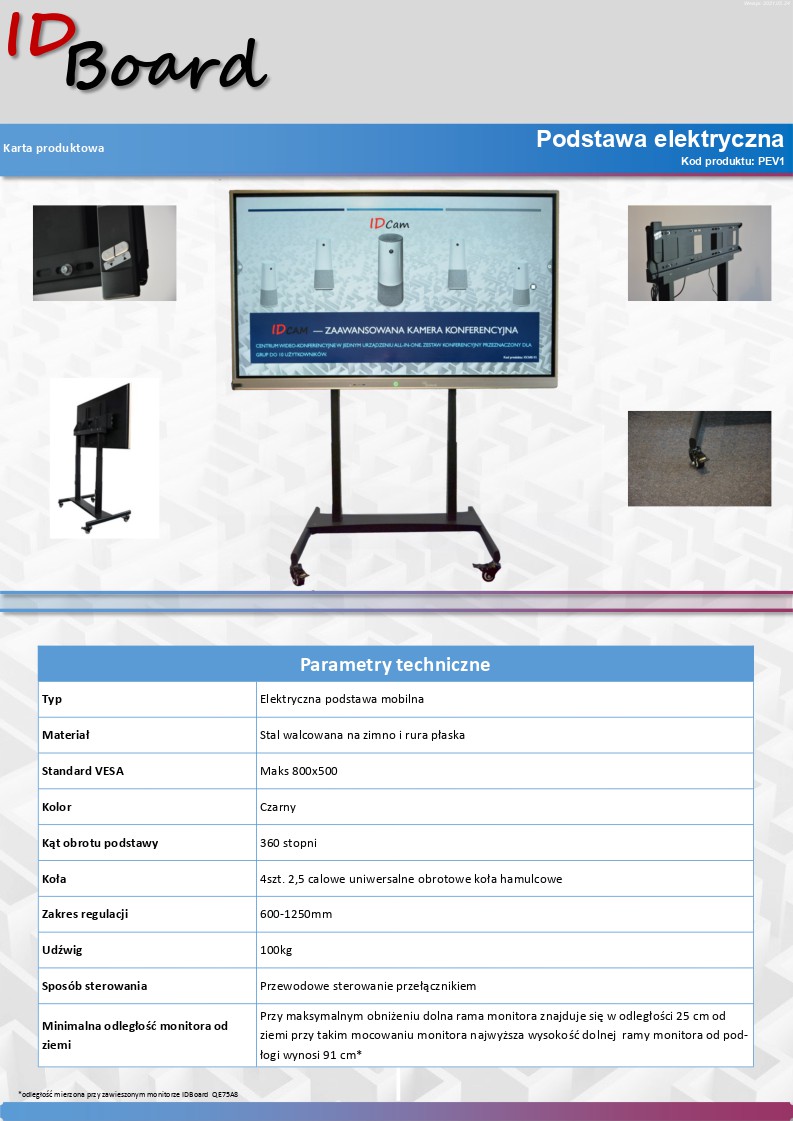 IDBoard
Karta produktowa
Podstawa elektryczna
Kod produktu: PEV1
IDCam
IDCAM — ZAAWANSOWANA KAMERA KONFERENCYJNA
CENTRUM WIDEO-KONFERENCYJNE W JEDNYM URZĄDZENIU ALL-IN-ONE. ZESTAW KONFERENCYJNY PRZEZNACZONY DLA
GRUP DO 10 UŻYTKOWNIKÓW.
Parametry techniczne
Typ Elektryczna podstawa mobilna
Materiał Stal walcowana na zimno i rura płaska
Standard VESA Maks 800x500
Kolor Czarny
Kąt obrotu podstawy 360 stopni
Koła 4szt. 2,5 calowe uniwersalne obrotowe koła hamulcowe
Zakres regulacji 600-1250mm
Udźwig 100kg
Sposób sterowania Przewodowe sterowanie przełącznikiem
Minimalna odległość monitora od
ziemi
Przy maksymalnym obniżeniu dolna rama monitora znajduje się w odległości 25 cm od
ziemi przy takim mocowaniu monitora najwyższa wysokość dolnej ramy monitora od pod-
łogi wynosi 91 cm*
*odległość mierzona przy zawieszonym monitorze IDBoard QE75A8